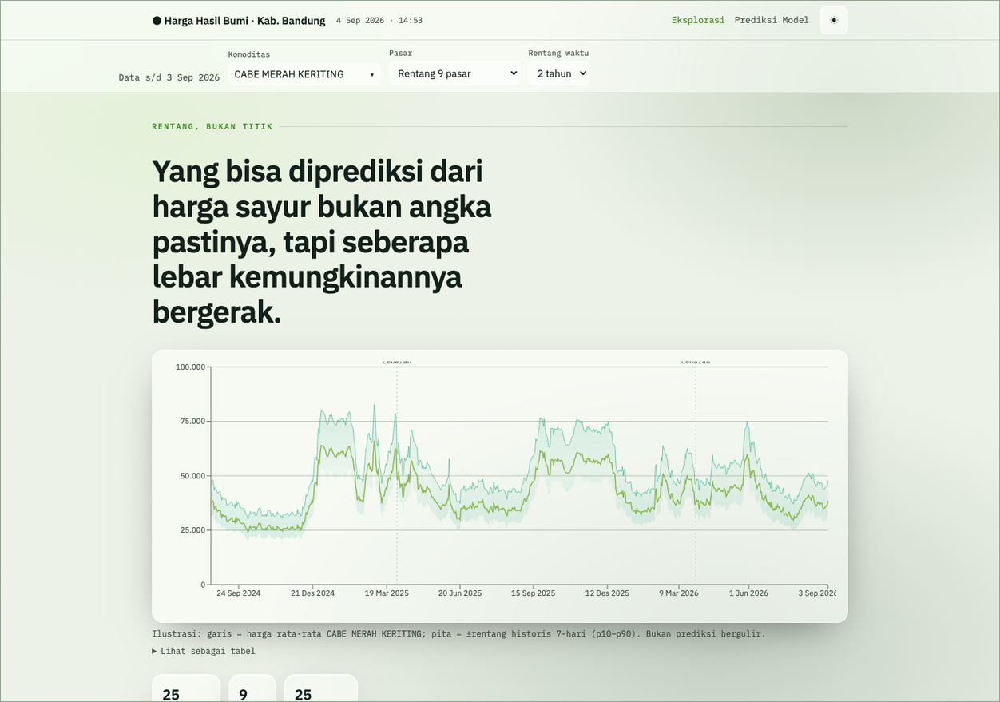 Harga Hasil Bumi · Kab. Bandung
4 Sep 2026 · 14:53
Eksplorasi
Prediksi Model
Data s/d 3 Sep 2026
Komoditas
CABE MERAH KERITING
Pasar
Rentang 9 pasar
Rentang waktu
2 tahun
RENTANG, BUKAN TITIK
Yang bisa diprediksi dari
harga sayur bukan angka
pastinya, tapi seberapa
lebar kemungkinannya
bergerak.
Lebaran
Lebaran
100.000
75.000
50.000
25.000
0
24 Sep 2024
21 Des 2024
19 Mar 2025
20 Jun 2025
15 Sep 2025
12 Des 2025
9 Mar 2026
1 Jun 2026
3 Sep 2026
Ilustrasi: garis = harga rata-rata CABE MERAH KERITING; pita = ±rentang historis 7-hari (p10–p90). Bukan prediksi bergulir.
Lihat sebagai tabel
25
9
25